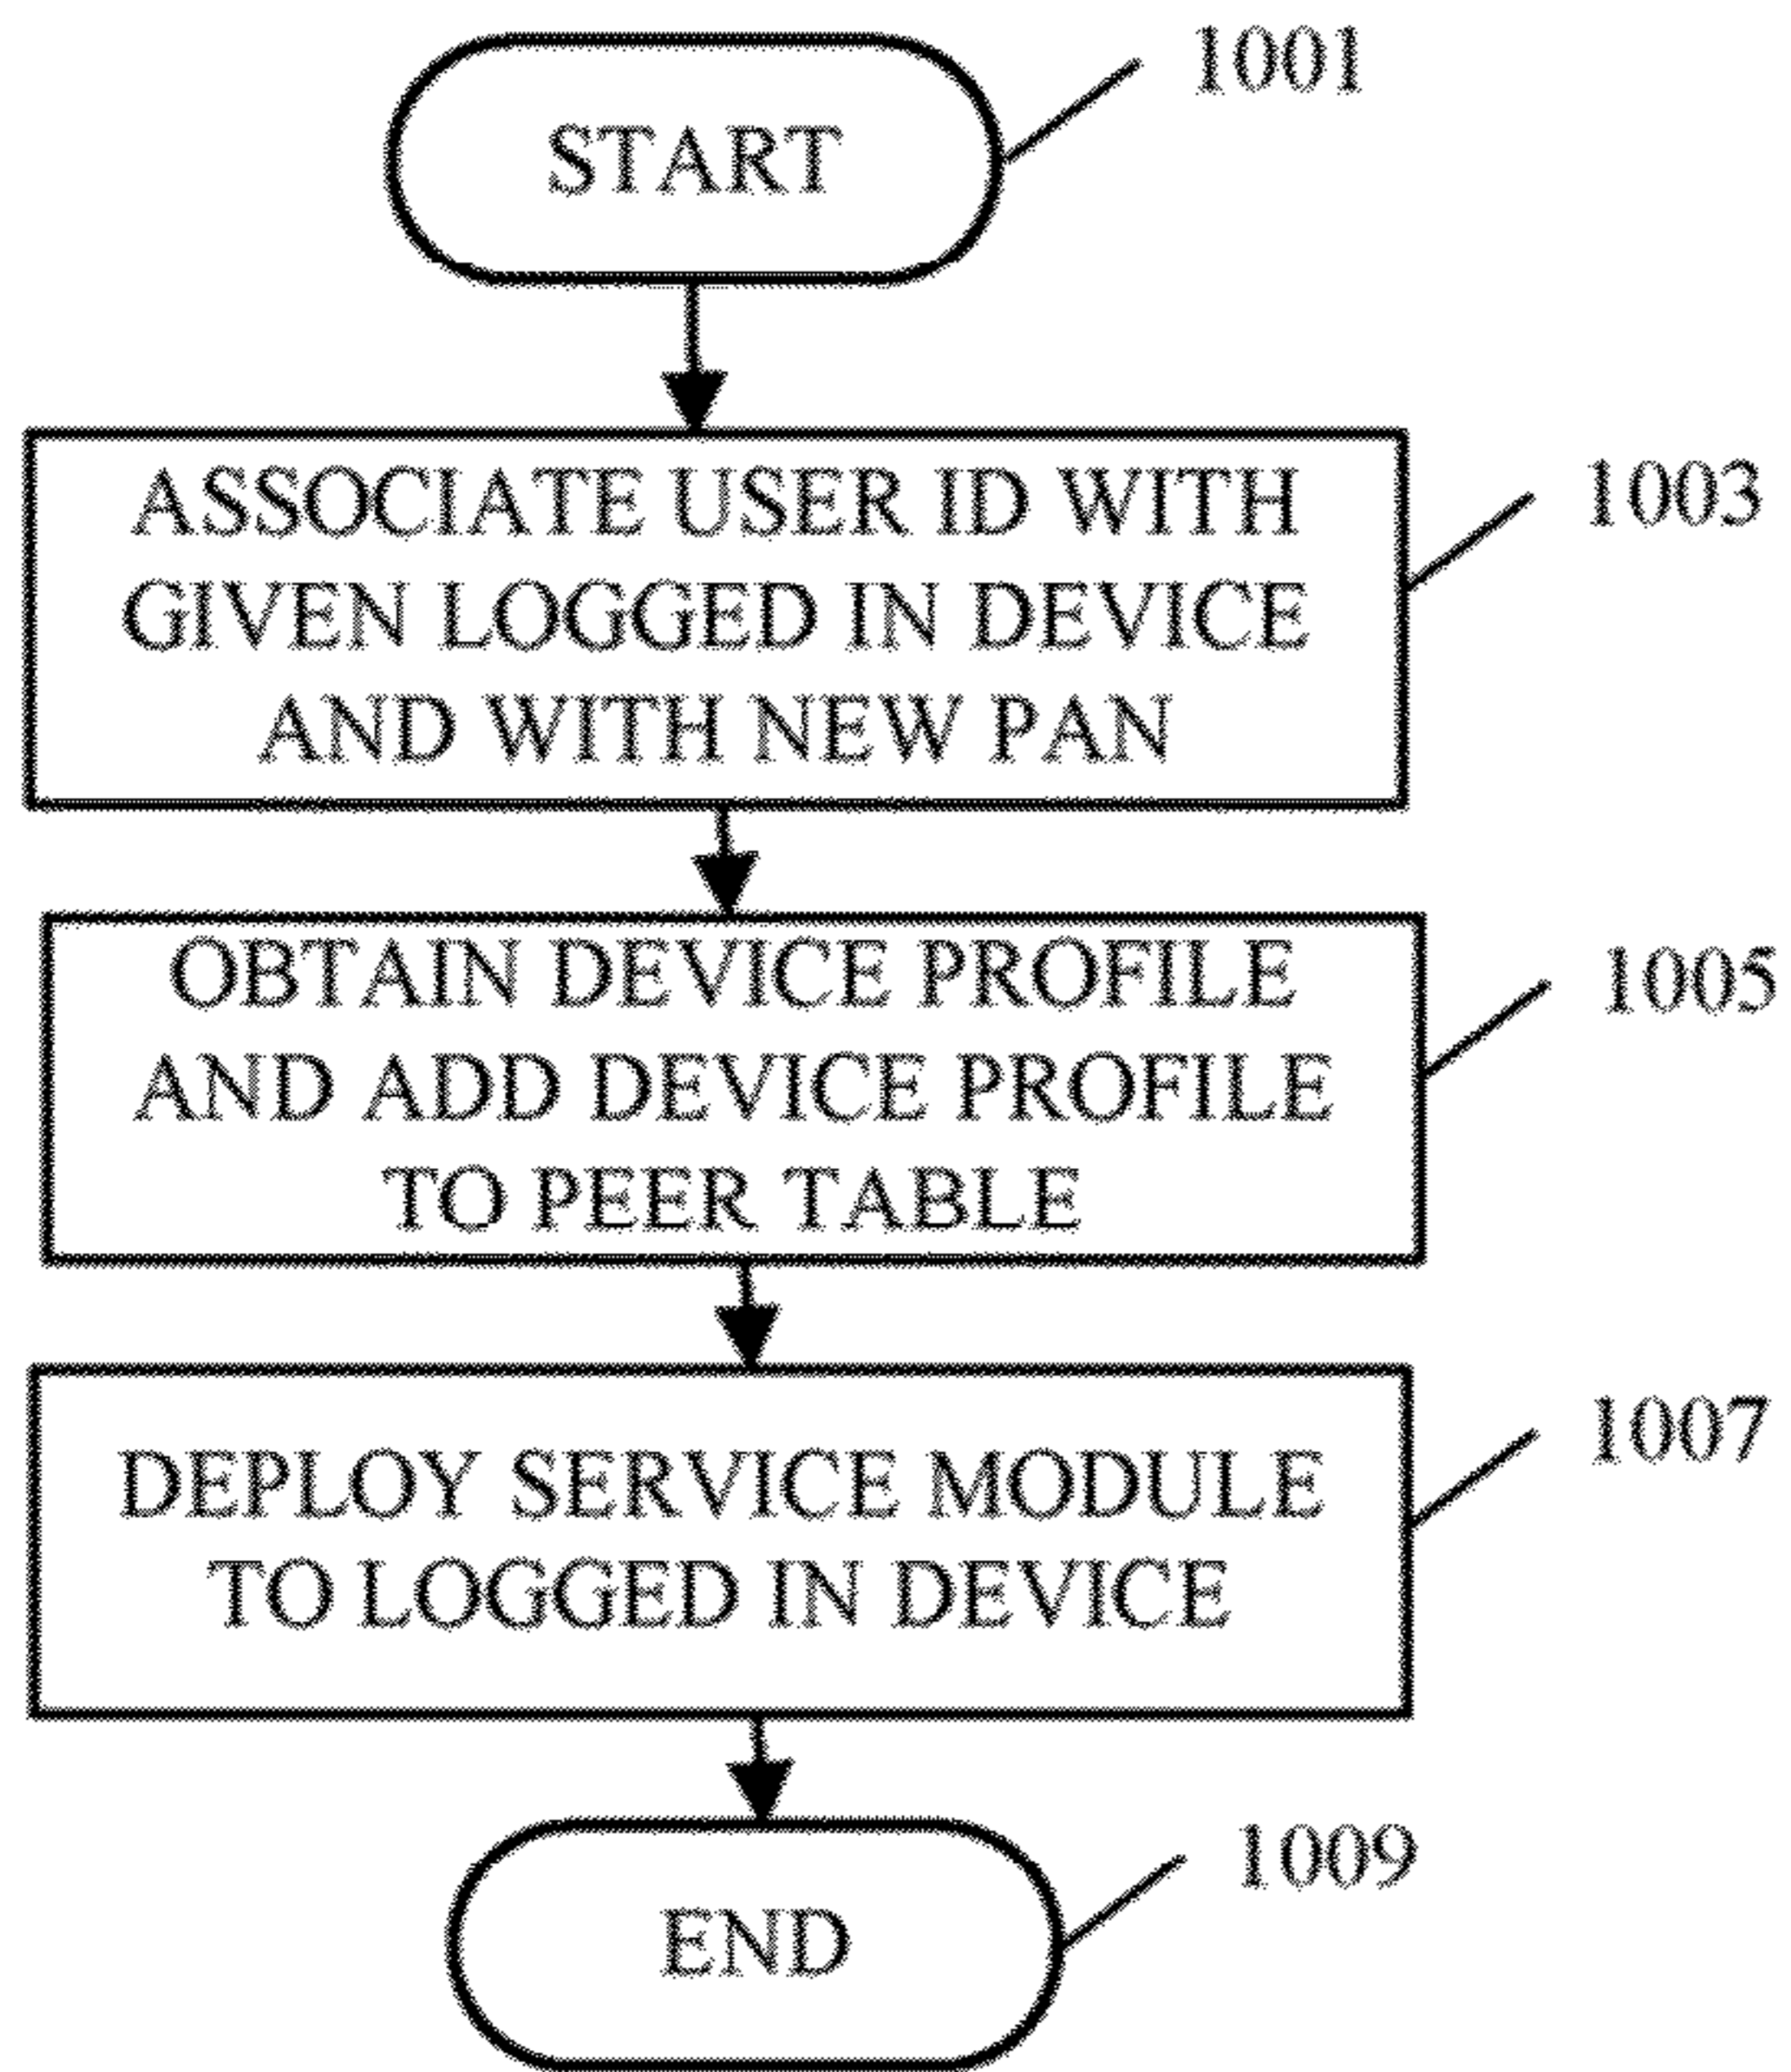 1001
START
ASSOCIATE USER ID WITH
GIVEN LOGGED IN DEVICE
AND WITH NEW PAN
1003
OBTAIN DEVICE PROFILE
AND ADD DEVICE PROFILE
TO PEER TABLE
1005
DEPLOY SERVICE MODULE
TO LOGGED IN DEVICE
1007
END
1009